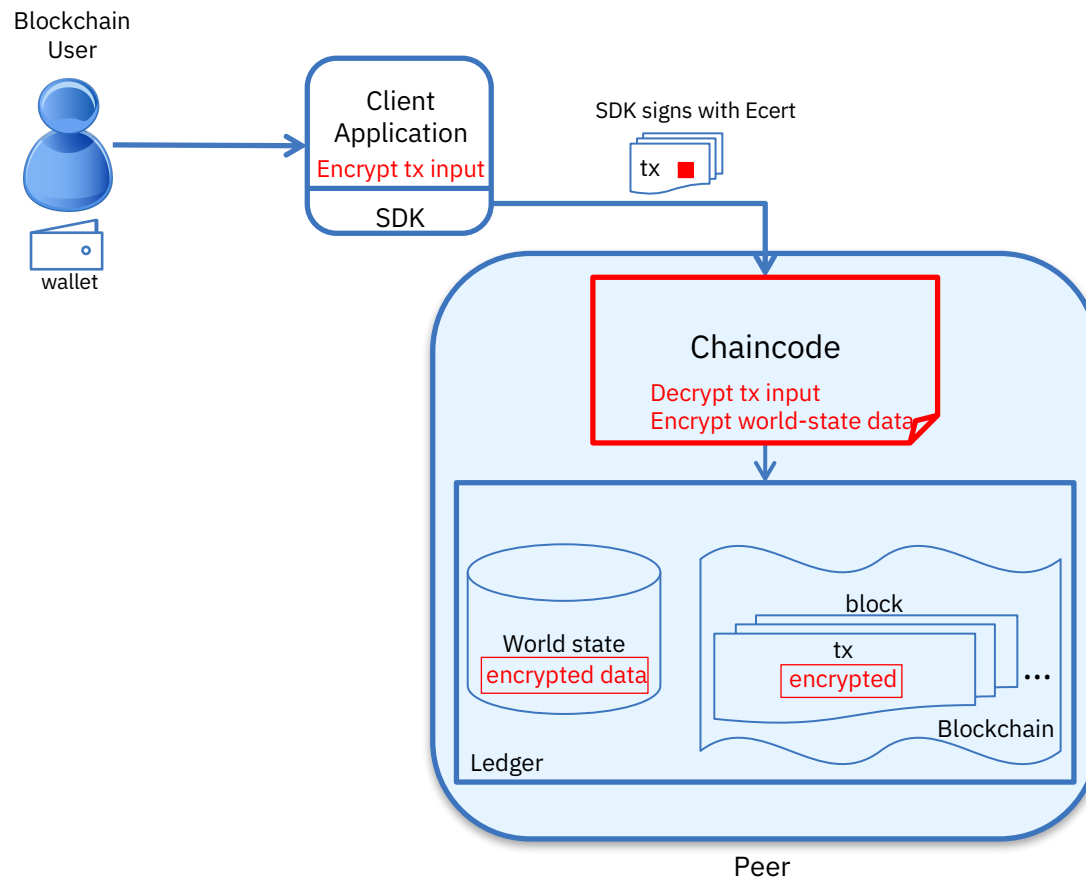 Blockchain
User
wallet
Client
Application
Encrypt tx input
SDK
SDK signs with Ecert
tx
Chaincode
Decrypt tx input
Encrypt world-state data
World state
encrypted data
block
tx
encrypted
...
Blockchain
Ledger
Peer